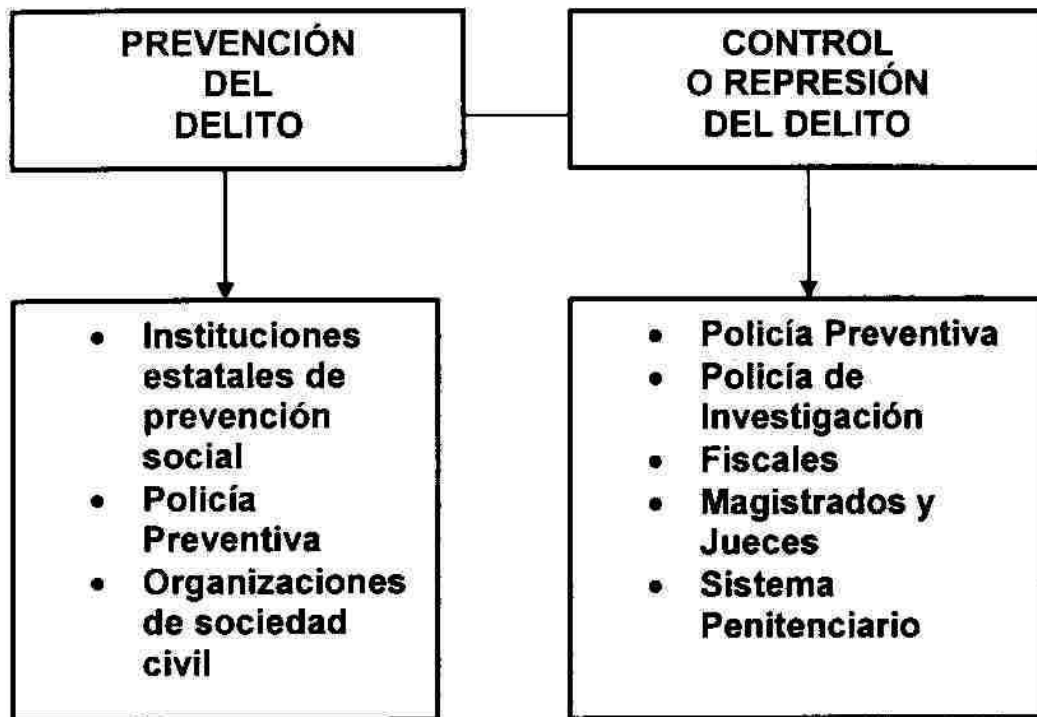 PREVENCIÓN
DEL
DELITO
CONTROL
O REPRESIÓN
DEL DELITO
• Instituciones
estatales de
prevención
social
• Policía
Preventiva
• Organizaciones
de sociedad
civil
• Policía Preventiva
• Policía de
Investigación
• Fiscales
• Magistrados y
Jueces
• Sistema
Penitenciario